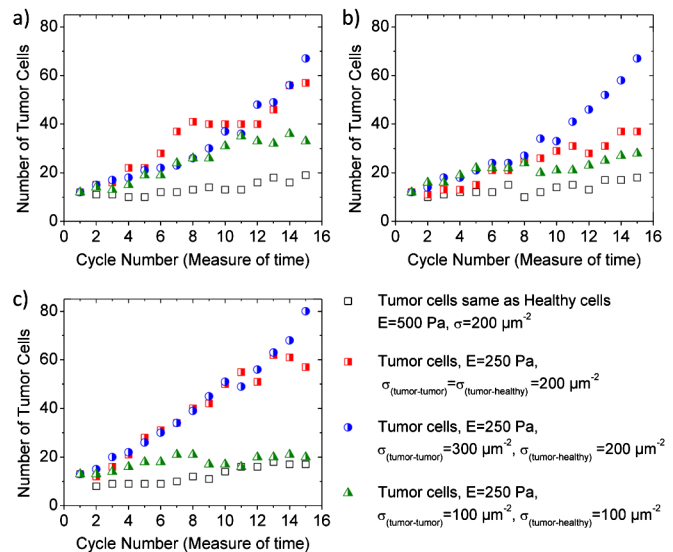 a)
b)
80
60
40
20
0
0 2 4 6 8 10 12 14 16
Number of Tumor Cells
Cycle Number (Measure of time)
80
60
40
20
0
0 2 4 6 8 10 12 14 16
Number of Tumor Cells
Cycle Number (Measure of time)
c)
80
60
40
20
0
0 2 4 6 8 10 12 14 16
Number of Tumor Cells
Cycle Number (Measure of time)
Tumor cells same as Healthy cells
E=500 Pa, σ=200 µm⁻²
Tumor cells, E=250 Pa,
σ(tumor-tumor)=σ(tumor-healthy)=200 µm⁻²
Tumor cells, E=250 Pa,
σ(tumor-tumor)=300 µm⁻², σ(tumor-healthy)=200 µm⁻²
Tumor cells, E=250 Pa,
σ(tumor-tumor)=100 µm⁻², σ(tumor-healthy)=100 µm⁻²